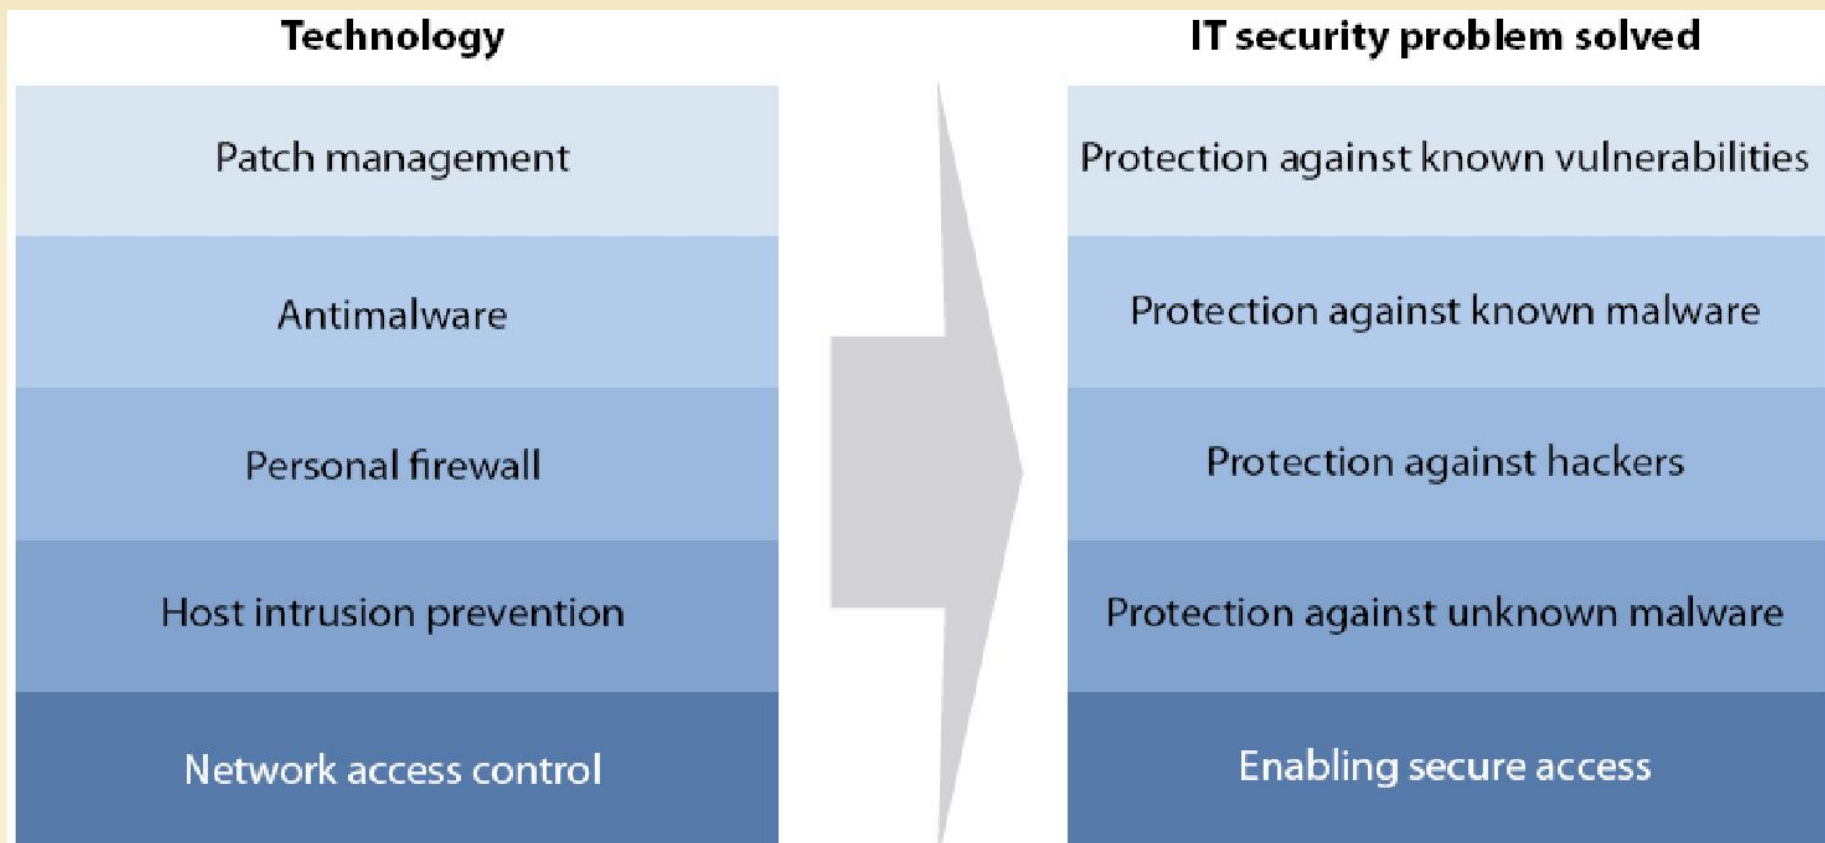 Technology
IT security problem solved
Patch management
Protection against known vulnerabilities
Antimalware
Protection against known malware
Personal firewall
Protection against hackers
Host intrusion prevention
Protection against unknown malware
Network access control
Enabling secure access